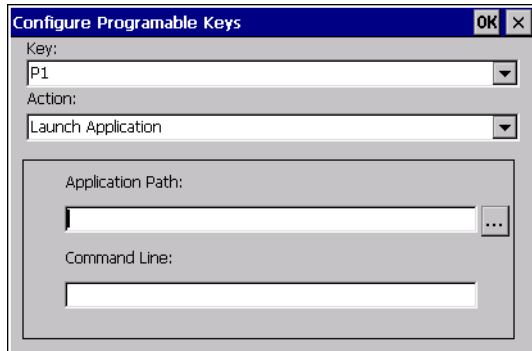 Configure Programable Keys OK ×
Key:
P1
Action:
Launch Application
Application Path:
...
Command Line: